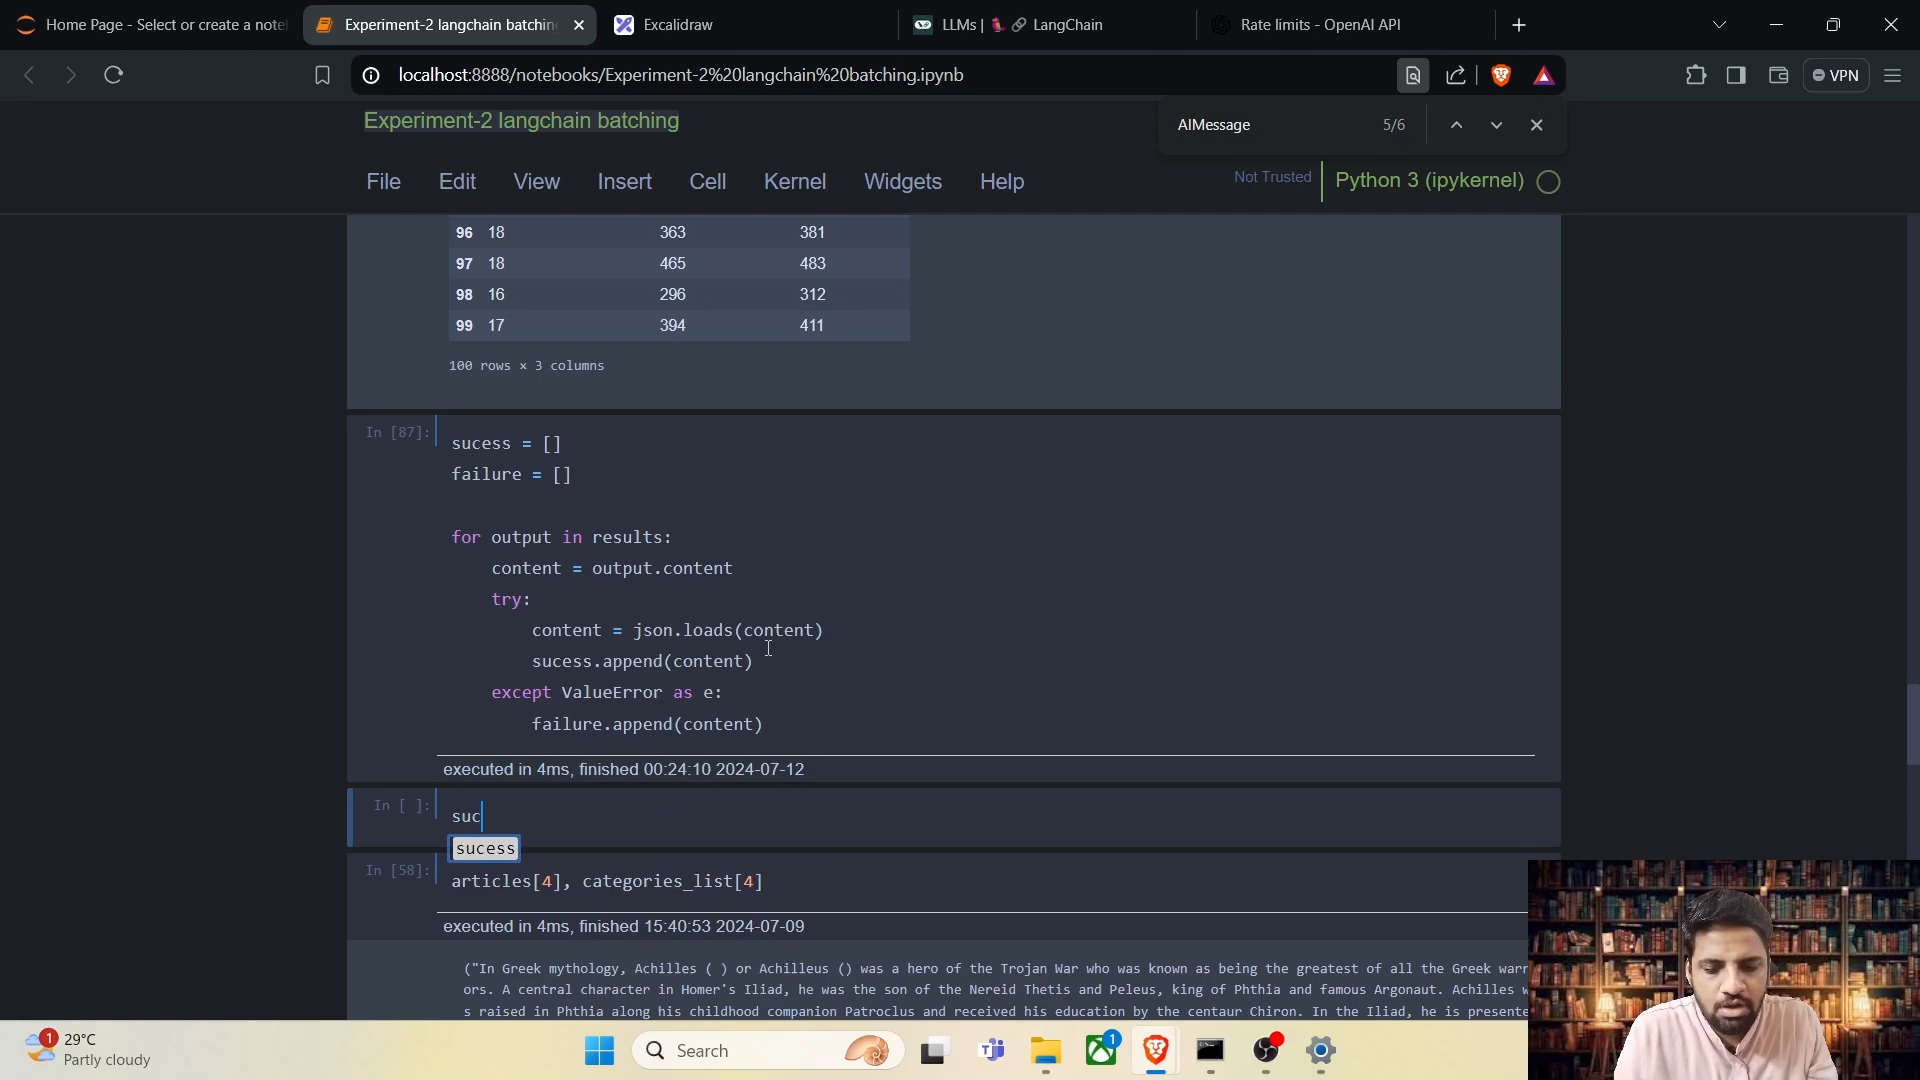 Home Page - Select or create a note
Experiment-2 langchain batching
Excalidraw
LLMs | LangChain
Rate limits - OpenAI API
localhost:8888/notebooks/Experiment-2%20langchain%20batching.ipynb
VPN
AIMessage 5/6
Experiment-2 langchain batching
File Edit View Insert Cell Kernel Widgets Help
Not Trusted Python 3 (ipykernel)
96 18 363 381
97 18 465 483
98 16 296 312
99 17 394 411
100 rows × 3 columns
In [87]:
sucess = []
failure = []
for output in results:
content = output.content
try:
content = json.loads(content)
sucess.append(content)
except ValueError as e:
failure.append(content)
executed in 4ms, finished 00:24:10 2024-07-12
In [ ]:
suc
sucess
In [58]:
articles[4], categories_list[4]
executed in 4ms, finished 15:40:53 2024-07-09
("In Greek mythology, Achilles ( ) or Achilleus () was a hero of the Trojan War who was known as being the greatest of all the Greek warr
ors. A central character in Homer's Iliad, he was the son of the Nereid Thetis and Peleus, king of Phthia and famous Argonaut. Achilles w
s raised in Phthia along his childhood companion Patroclus and received his education by the centaur Chiron. In the Iliad, he is presente
1
29°C
Partly cloudy
Search
1